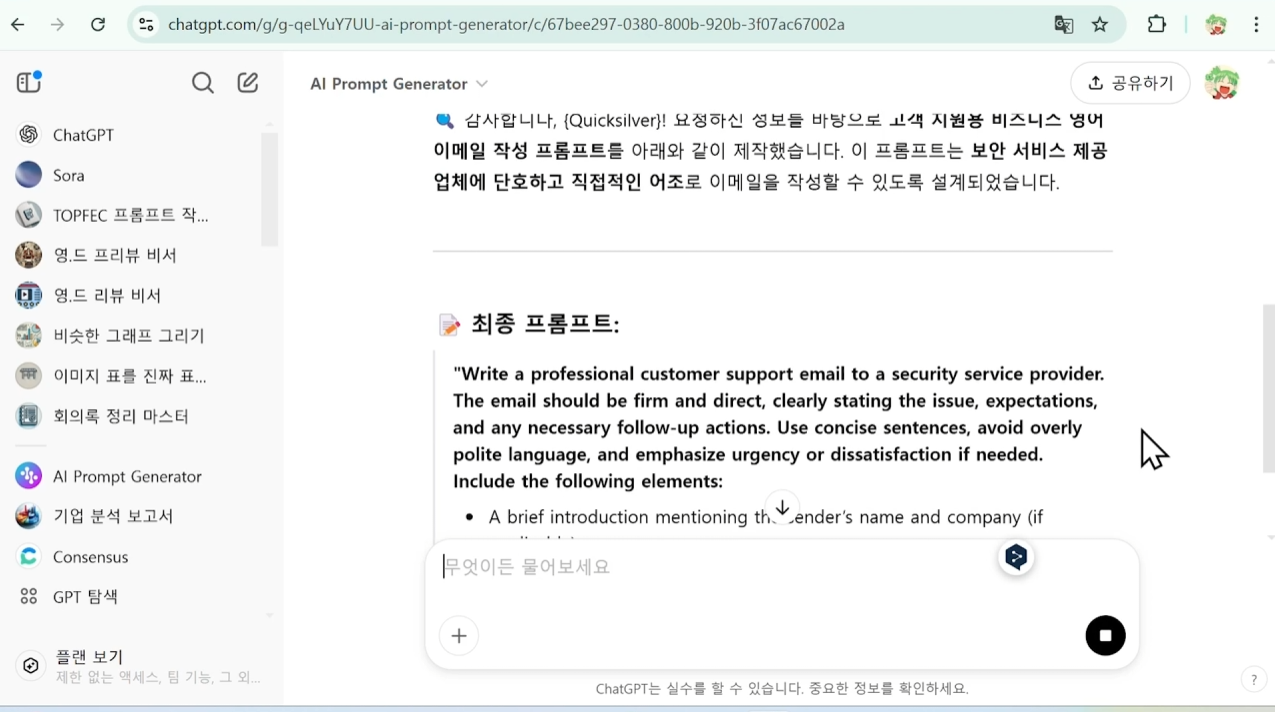 chatgpt.com/g/g-qeLYuY7UU-ai-prompt-generator/c/67bee297-0380-800b-920b-3f07ac67002a
AI Prompt Generator
공유하기
ChatGPT
Sora
TOPFEC 프롬프트 작...
영.드 프리뷰 비서
영.드 리뷰 비서
비슷한 그래프 그리기
이미지 표를 진짜 표...
회의록 정리 마스터
AI Prompt Generator
기업 분석 보고서
Consensus
GPT 탐색
플랜 보기
제한 없는 액세스, 팀 기능, 그 외...
감사합니다, {Quicksilver}! 요청하신 정보를 바탕으로 고객 지원용 비즈니스 영어
이메일 작성 프롬프트를 아래와 같이 제작했습니다. 이 프롬프트는 보안 서비스 제공
업체에 단호하고 직접적인 어조로 이메일을 작성할 수 있도록 설계되었습니다.
최종 프롬프트:
"Write a professional customer support email to a security service provider.
The email should be firm and direct, clearly stating the issue, expectations,
and any necessary follow-up actions. Use concise sentences, avoid overly
polite language, and emphasize urgency or dissatisfaction if needed.
Include the following elements:
• A brief introduction mentioning the sender's name and company (if
무엇이든 물어보세요
ChatGPT는 실수를 할 수 있습니다. 중요한 정보를 확인하세요.
?